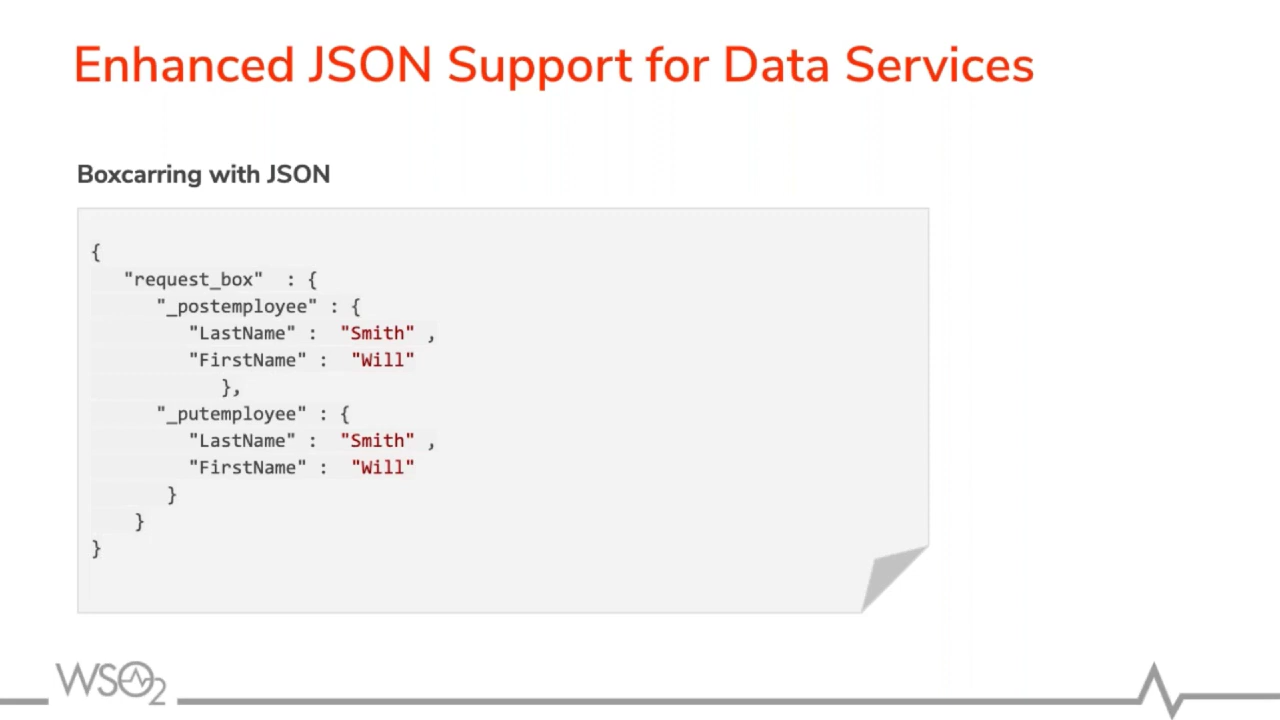 Enhanced JSON Support for Data Services
Boxcarring with JSON
{
"request_box" : {
"_postemployee" : {
"LastName" : "Smith" ,
"FirstName" : "Will"
},
"_putemployee" : {
"LastName" : "Smith" ,
"FirstName" : "Will"
}
}
}
WSO2